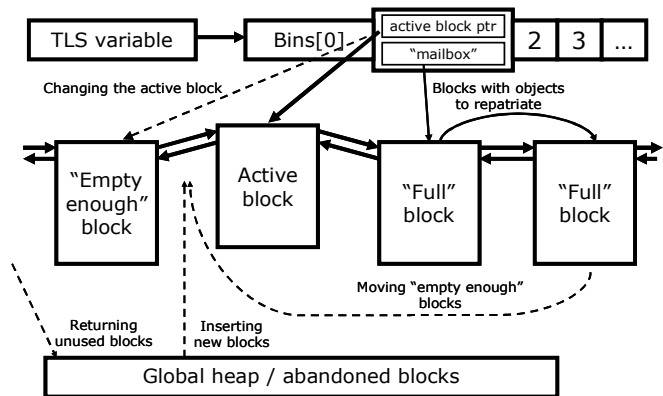 TLS variable
Bins[0]
active block ptr
“mailbox”
2
3
...
Changing the active block
Blocks with objects
to repatriate
“Empty
enough”
block
Active
block
“Full”
block
“Full”
block
Moving “empty enough”
blocks
Returning
unused blocks
Inserting
new blocks
Global heap / abandoned blocks